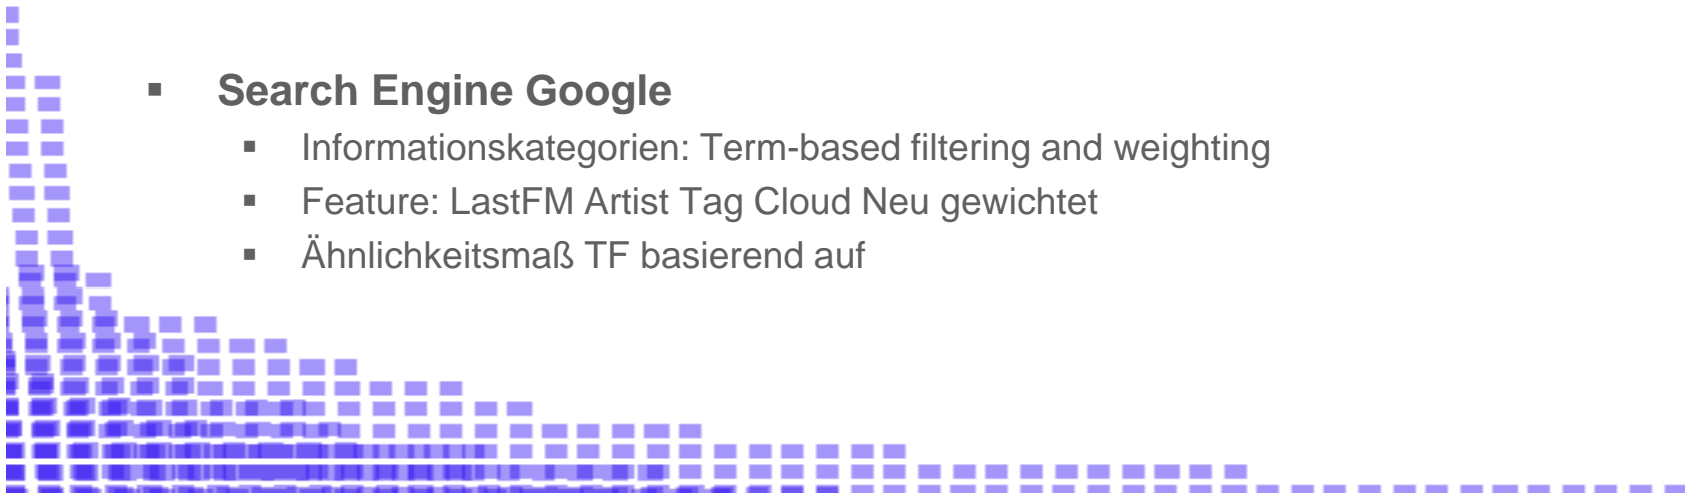 Search Engine Google
Informationskategorien: Term-based filtering and weighting
Feature: LastFM Artist Tag Cloud Neu gewichtet
Ähnlichkeitsmaß TF basierend auf